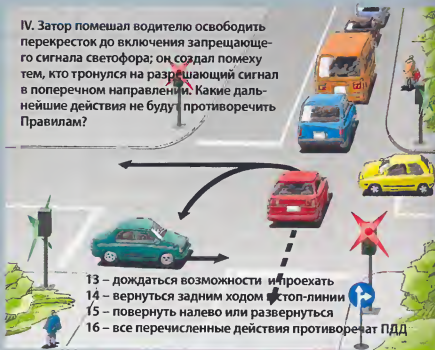 IV. Затор помешал водителю освободить
перекресток до включения запрещающе-
го сигнала светофора; он создал помеху
тем, кто тронулся на разрешающий сигнал
в поперечном направлении. Какие даль-
нейшие действия не будут противоречить
Правилам?
13 – дождаться возможности и проехать
14 – вернуться задним ходом к стоп-линии
15 – повернуть налево или развернуться
16 – все перечисленные действия противоречат ПДД